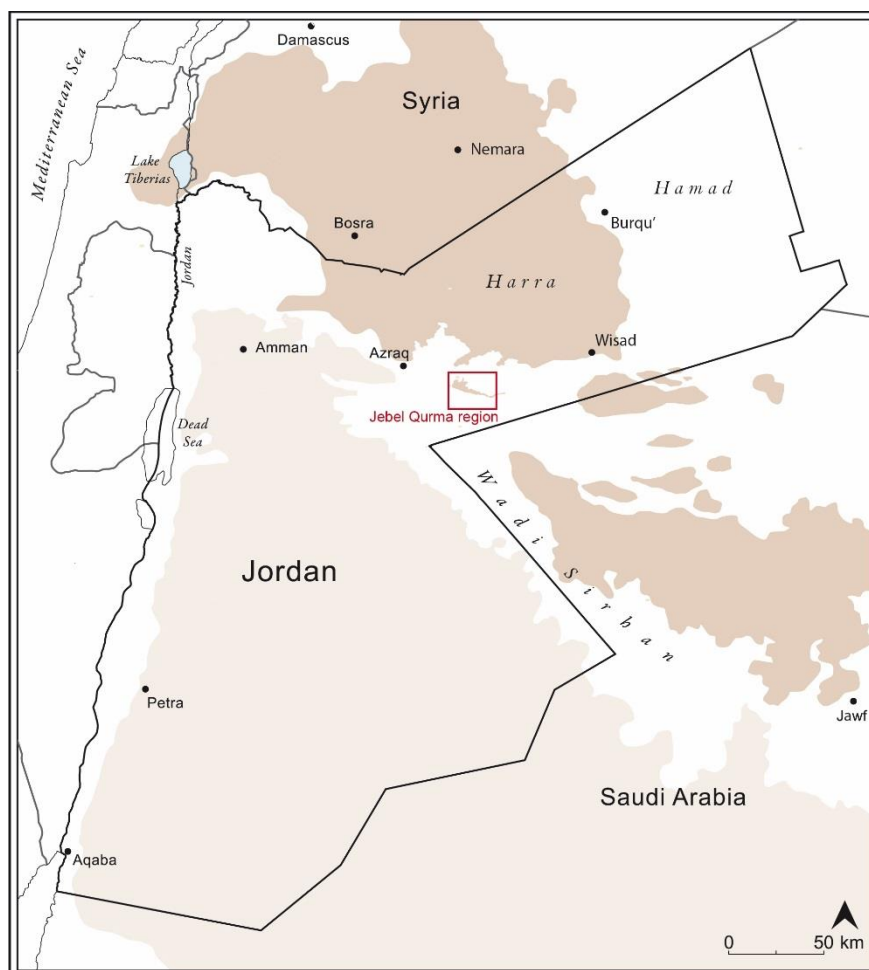 Damascus
Mediterranean Sea
Syria
Nemara
Lake
Tiberias
Hamad
Burqu’
Bosra
Jordan
Harra
Wisad
Amman
Azraq
Jebel Qurma region
Dead
Sea
Wadi Sirhan
Jordan
Petra
Jawf
Saudi Arabia
Aqaba
0 50 km